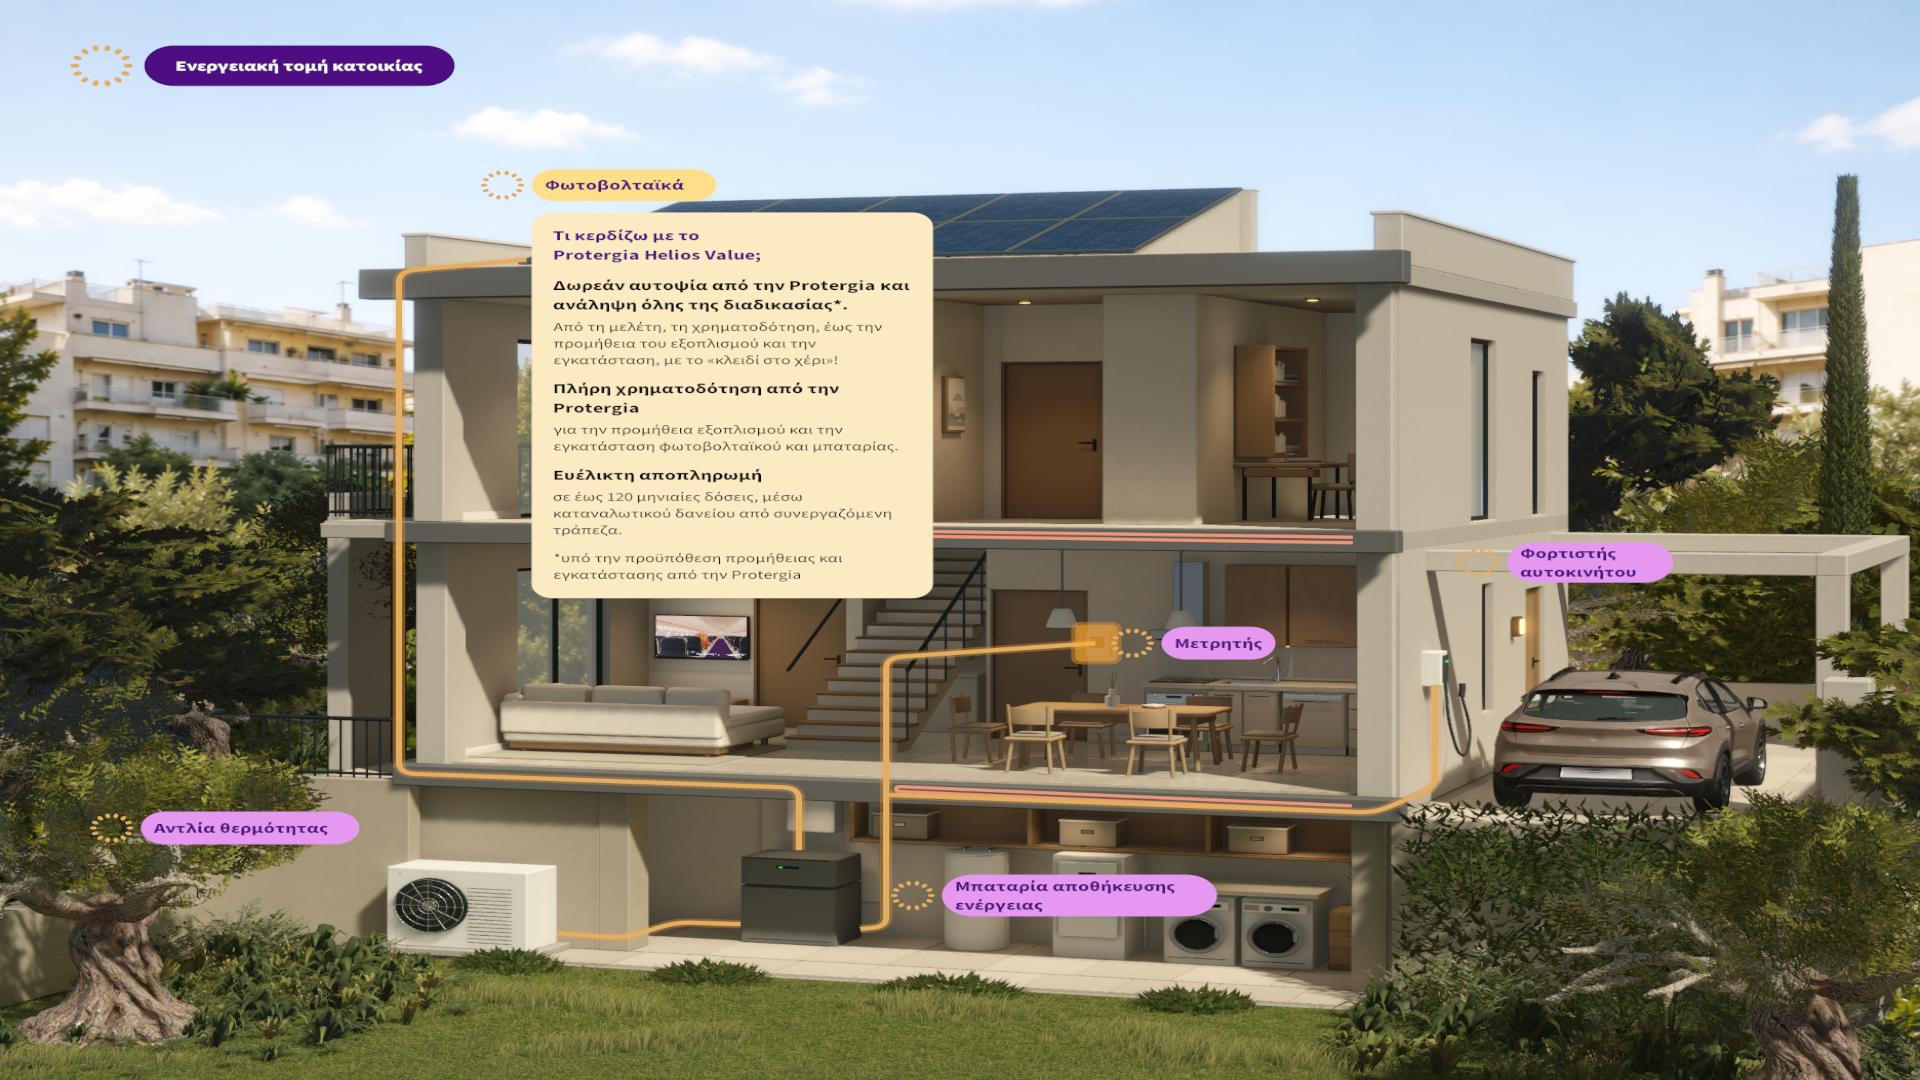 Ενεργειακή τομή κατοικίας
Φωτοβολταϊκά
Τι κερδίζω με το
Protergia Helios Value;
Δωρεάν αυτοψία από την Protergia και
ανάληψη όλης της διαδικασίας*.
Από τη μελέτη, τη χρηματοδότηση, έως την
προμήθεια του εξοπλισμού και την
εγκατάσταση, με το «κλειδί στο χέρι»!
Πλήρη χρηματοδότηση από την
Protergia
για την προμήθεια εξοπλισμού και την
εγκατάσταση φωτοβολταϊκού και μπαταρίας.
Ευέλικτη αποπληρωμή
σε έως 120 μηνιαίες δόσεις, μέσω
καταναλωτικού δανείου από συνεργαζόμενη
τράπεζα.
*υπό την προϋπόθεση προμήθειας και
εγκατάστασης από την Protergia
Φορτιστής
αυτοκινήτου
Μετρητής
Αντλία θερμότητας
Μπαταρία αποθήκευσης
ενέργειας